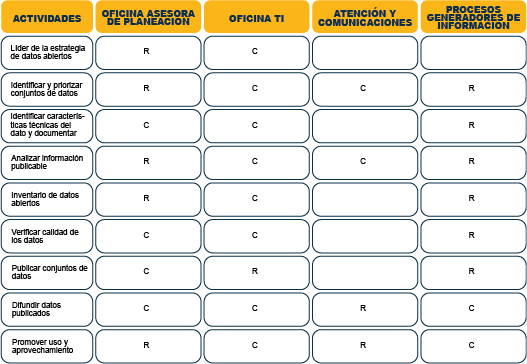 ACTIVIDADES
OFICINA ASESORA
DE PLANEACIÓN
OFICINA TI
ATENCIÓN Y
COMUNICACIONES
PROCESOS
GENERADORES DE
INFORMACIÓN
Líder de la estrategia
de datos abiertos
R
C
Identificar y priorizar
conjuntos de datos
R
C
C
R
Identificar caracterís-
ticas técnicas del
dato y documentar
C
C
R
Analizar información
publicable
R
C
C
R
Inventario de datos
abiertos
R
C
R
Verificar calidad de
los datos
C
C
R
Publicar conjuntos de
datos
C
R
R
Difundir datos
publicados
C
C
R
C
Promover uso y
aprovechamiento
R
C
R
C